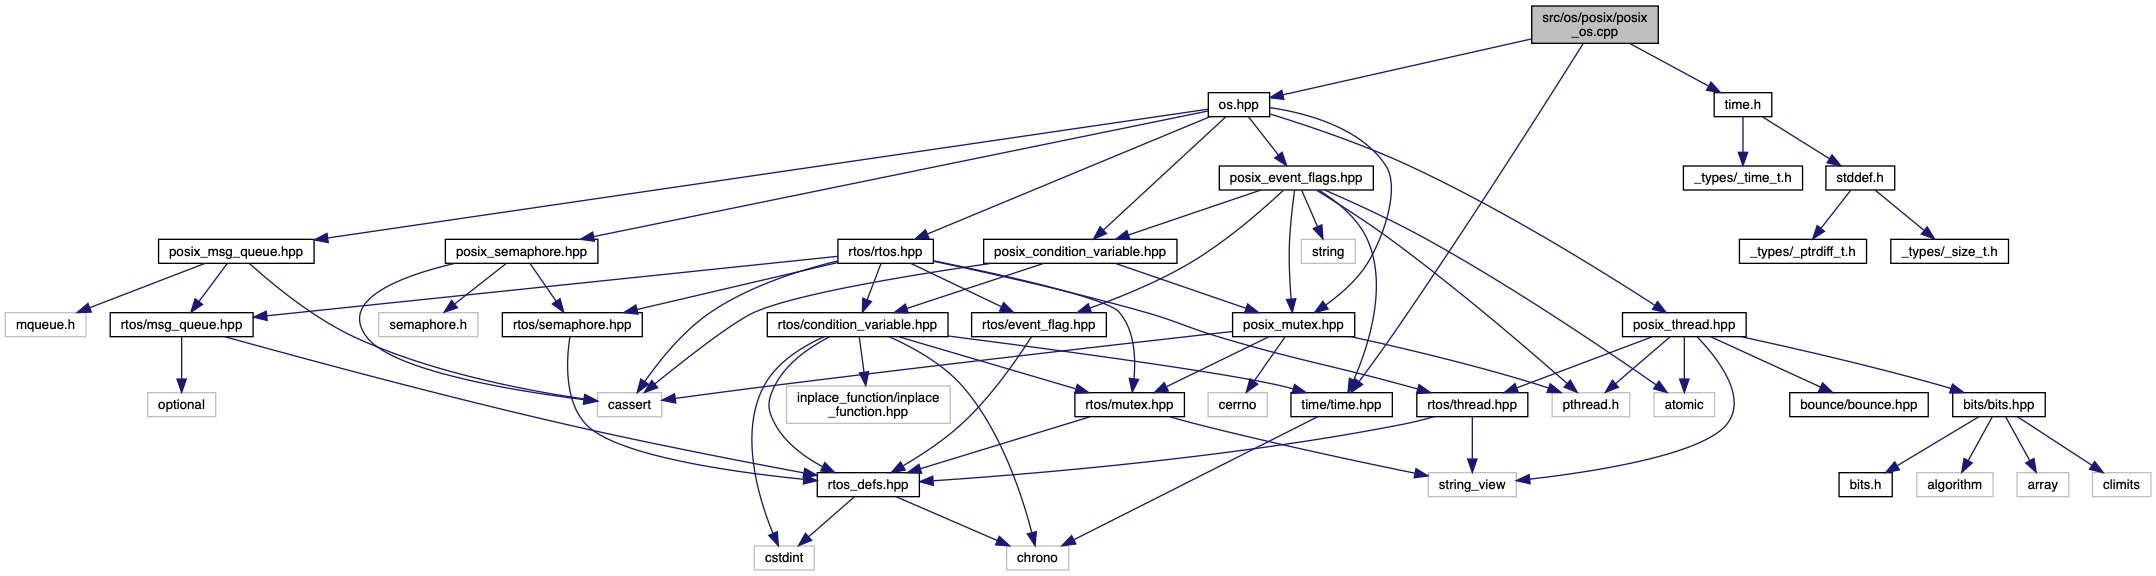 src/os/posix/posix
_os.cpp
os.hpp
time.h
posix_event_flags.hpp
_types/_time_t.h
stddef.h
posix_msg_queue.hpp
posix_semaphore.hpp
rtos/rtos.hpp
posix_condition_variable.hpp
string
_types/_ptrdiff_t.h
_types/_size_t.h
mqueue.h
rtos/msg_queue.hpp
semaphore.h
rtos/semaphore.hpp
rtos/condition_variable.hpp
rtos/event_flag.hpp
posix_mutex.hpp
posix_thread.hpp
optional
cassert
inplace_function/inplace
_function.hpp
rtos/mutex.hpp
cerrno
time/time.hpp
rtos/thread.hpp
pthread.h
atomic
bounce/bounce.hpp
bits/bits.hpp
rtos_defs.hpp
string_view
bits.h
algorithm
array
climits
cstdint
chrono